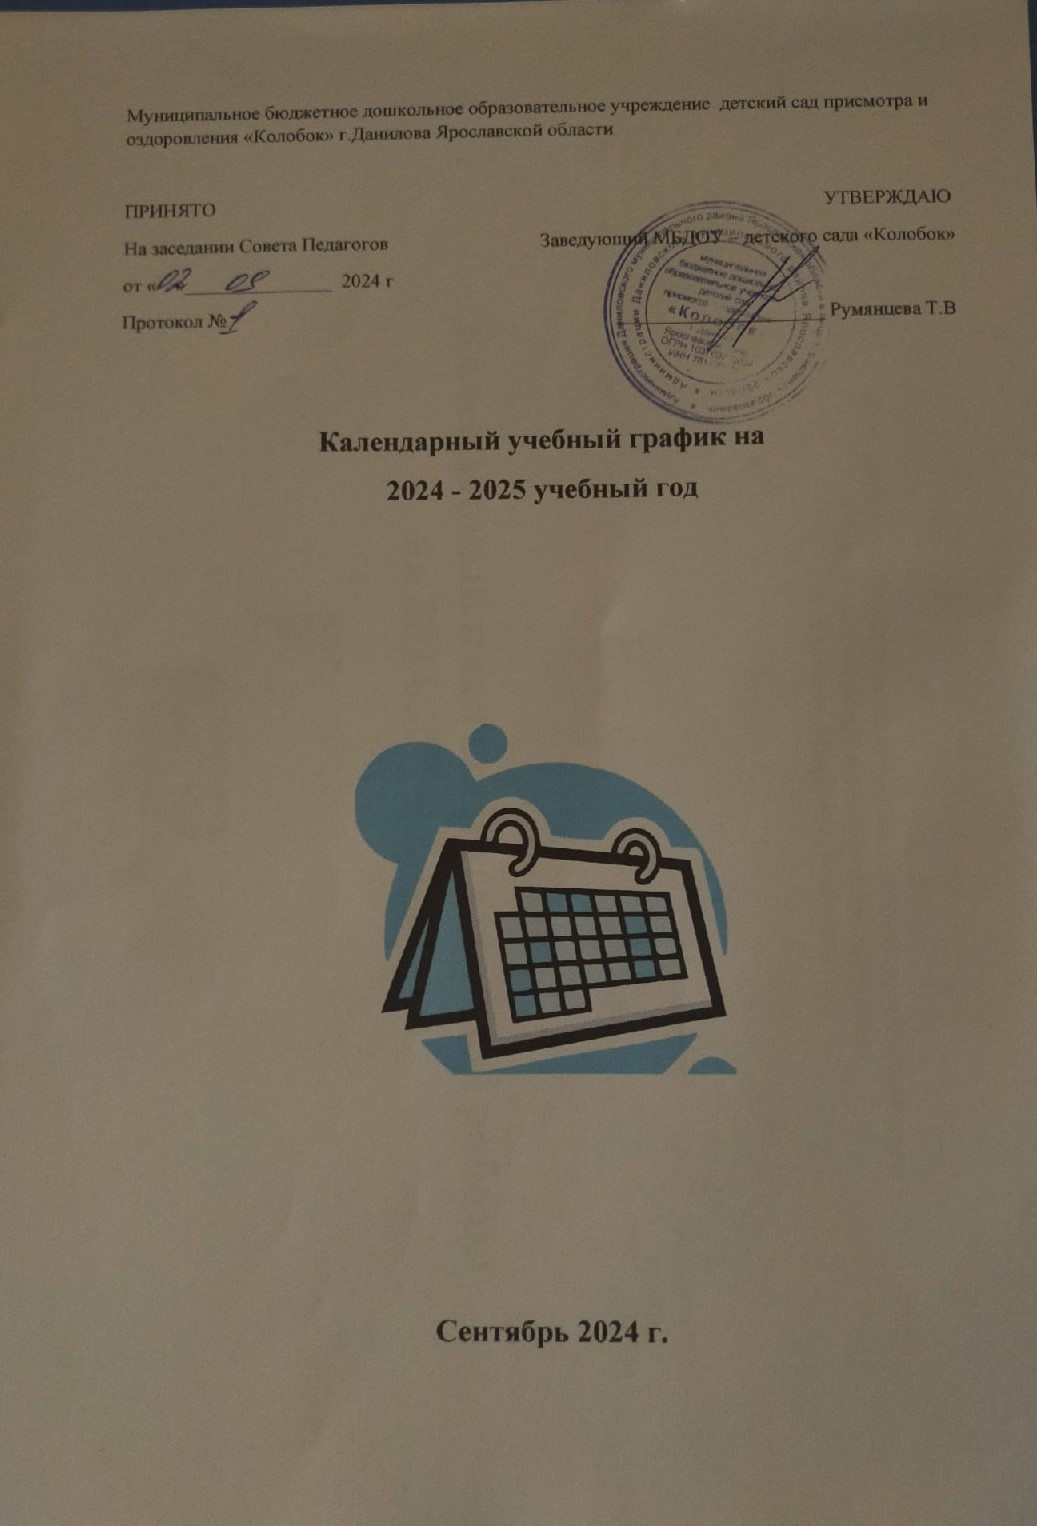 Муниципальное бюджетное дошкольное образовательное учреждение детский сад присмотра и
оздоровления «Колобок» г.Данилова Ярославской области
ПРИНЯТО
УТВЕРЖДАЮ
На заседании Совета Педагогов
Заведующий МБДОУ – детского сада «Колобок»
от «02 09 2024 г
Румянцева Т.В
Протокол № 1
Календарный учебный график на
2024 - 2025 учебный год
Сентябрь 2024 г.